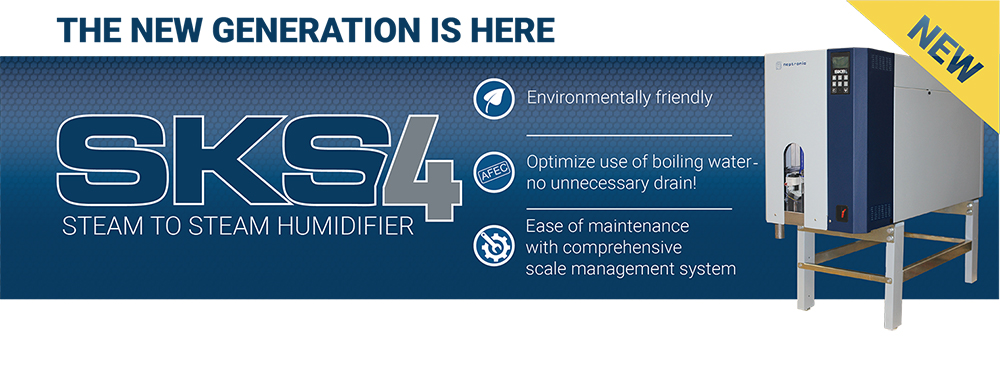 THE NEW GENERATION IS HERE
NEW
neptronic
SKS4
SKS4
STEAM TO STEAM HUMIDIFIER
Environmentally friendly
AFEC
Optimize use of boiling water-
no unnecessary drain!
Ease of maintenance
with comprehensive
scale management system